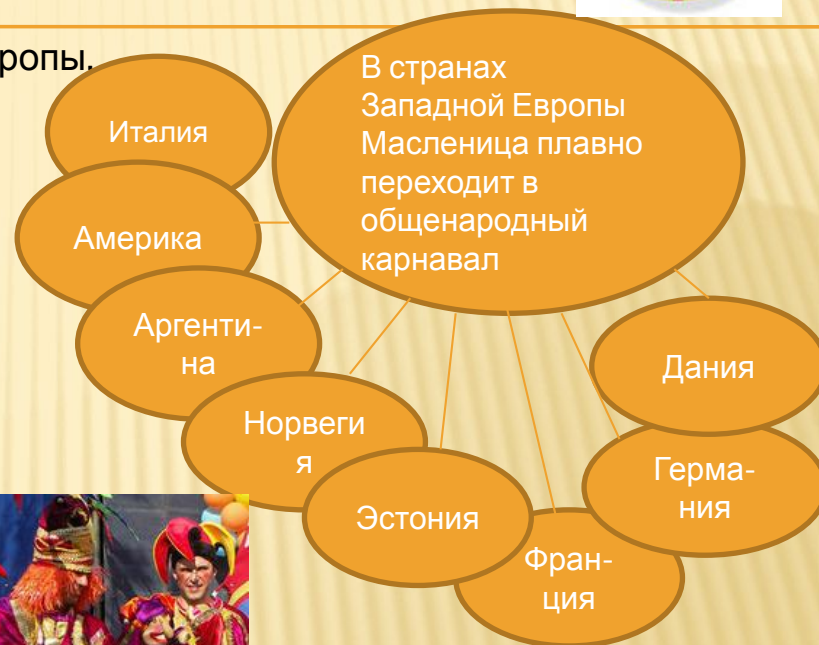 ропы.
В странах
Западной Европы
Масленица плавно
переходит в
общенародный
карнавал
Италия
Америка
Аргенти-
на
Норвеги
я
Эстония
Фран-
ция
Герма-
ния
Дания